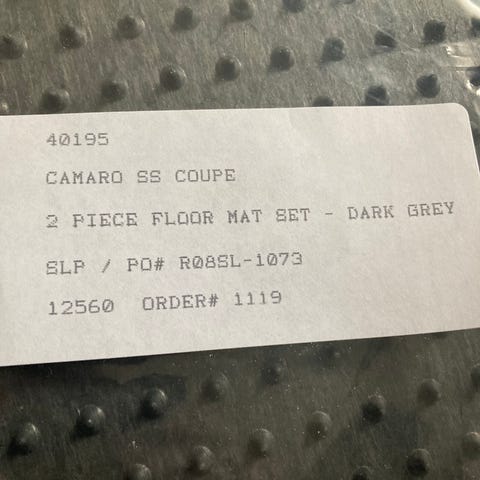 40195
CAMARO SS COUPE
2 PIECE FLOOR MAT SET - DARK GREY
SLP / PO# R08SL-1073
12560 ORDER# 1119